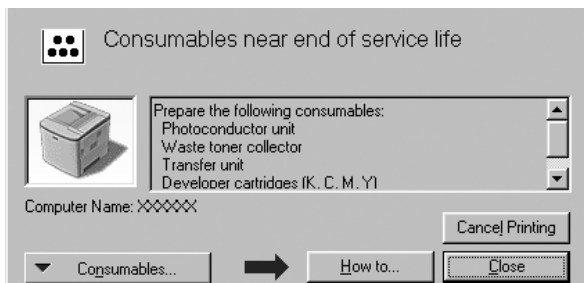 Consumables near end of service life
Prepare the following consumables:
Photoconductor unit
Waste toner collector
Transfer unit
Developer cartridges (K, C, M, Y)
Computer Name: XXXXXX
Cancel Printing
Consumables...
How to...
Close